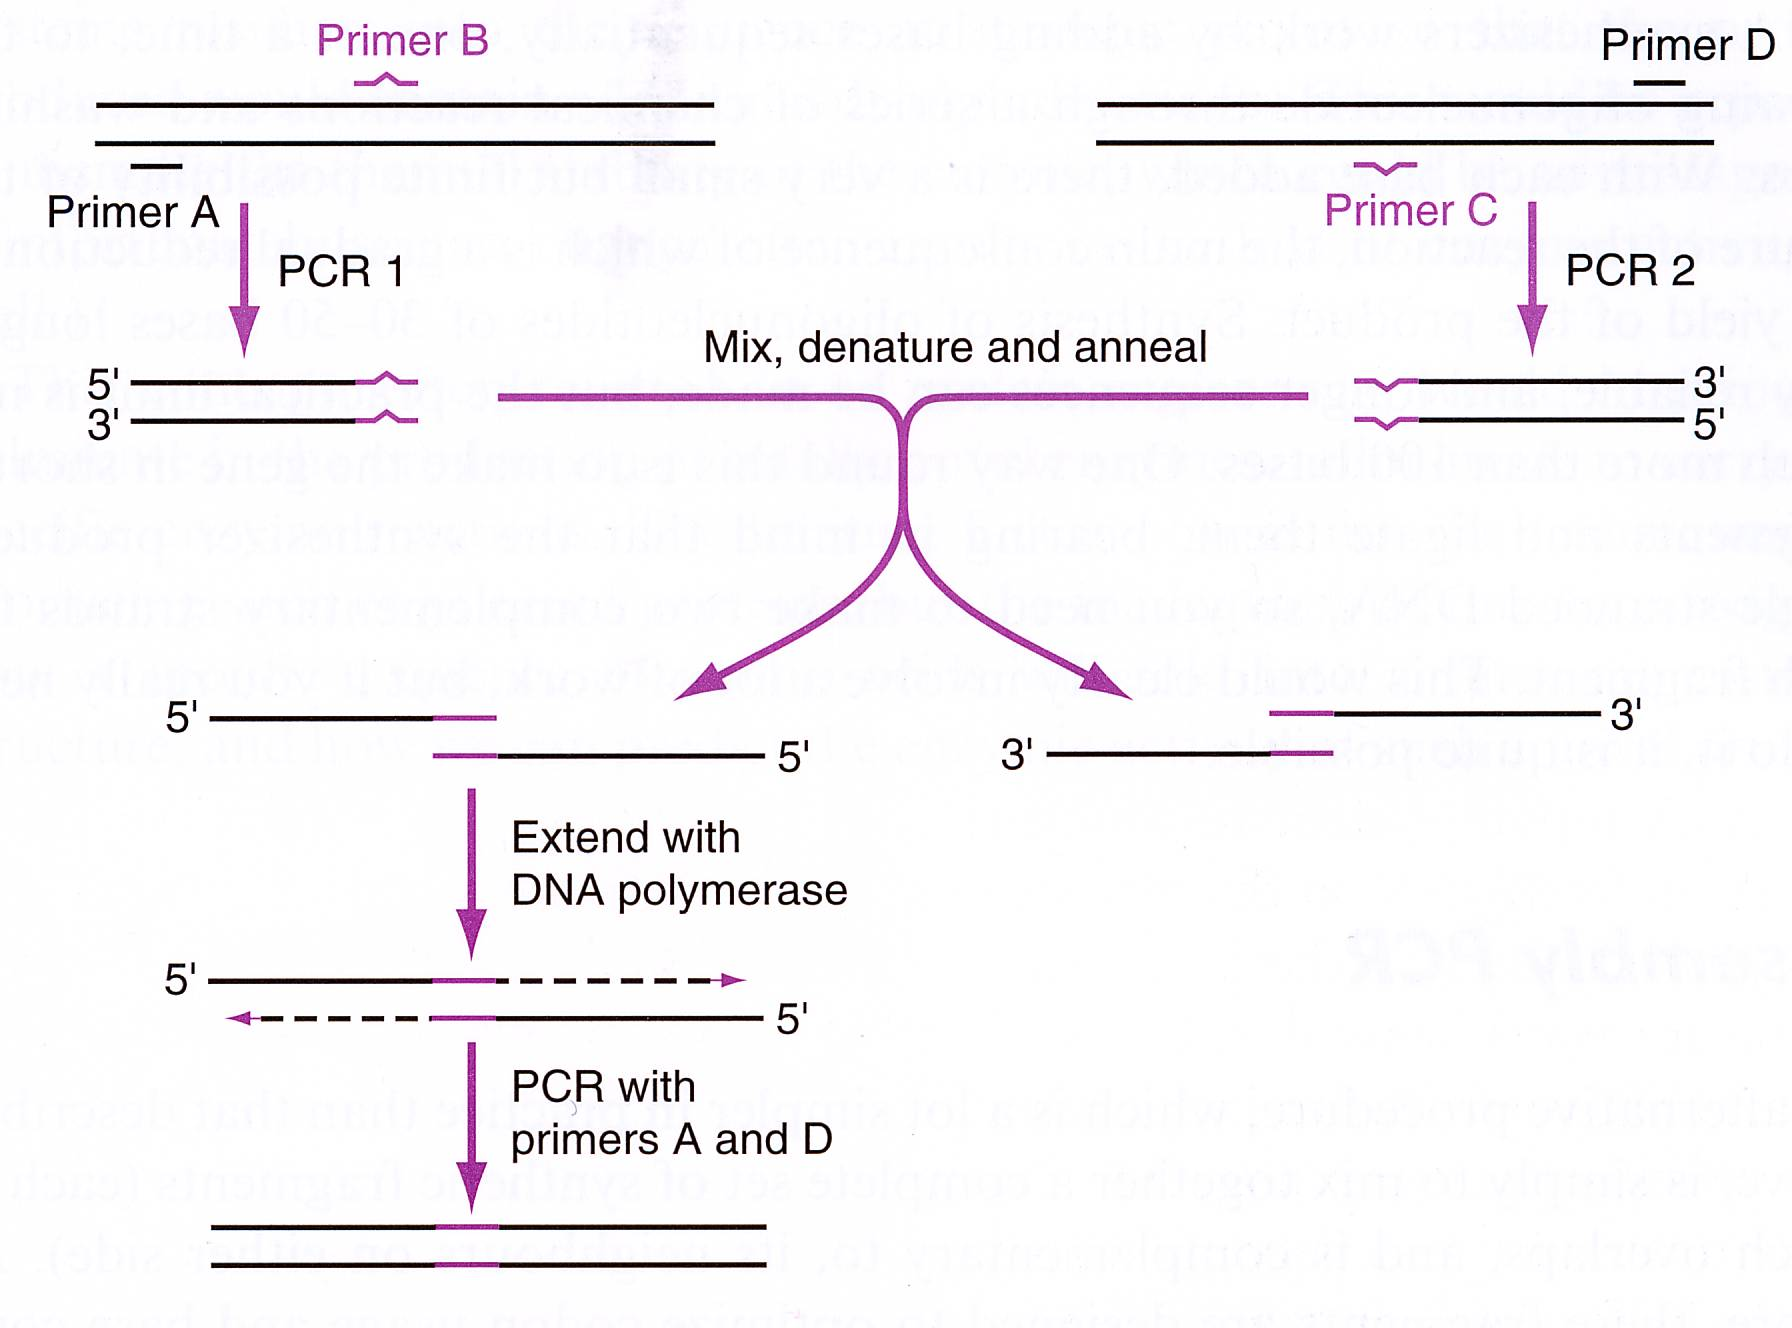 Primer B
Primer D
Primer A
PCR 1
Primer C
PCR 2
Mix, denature and anneal
5'
3'
3'
5'
5'
5'
3'
3'
Extend with
DNA polymerase
5'
5'
PCR with
primers A and D